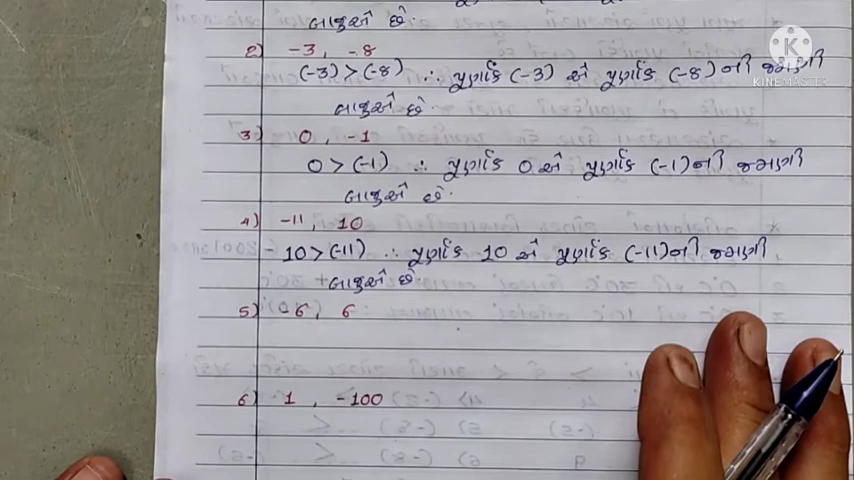 બાજુએ છે.
KINEMASTER
2) -3, -8
(-3) > (-8) ∴ પૂર્ણાંક (-3) એ પૂર્ણાંક (-8) ની જમણી
બાજુએ છે.
3) 0, -1
0 > (-1) ∴ પૂર્ણાંક 0 એ પૂર્ણાંક (-1) ની જમણી
બાજુએ છે.
4) -11, 10
10 > (-11) ∴ પૂર્ણાંક 10 એ પૂર્ણાંક (-11) ની જમણી
બાજુએ છે.
5) -6, 6
6) 1, -100